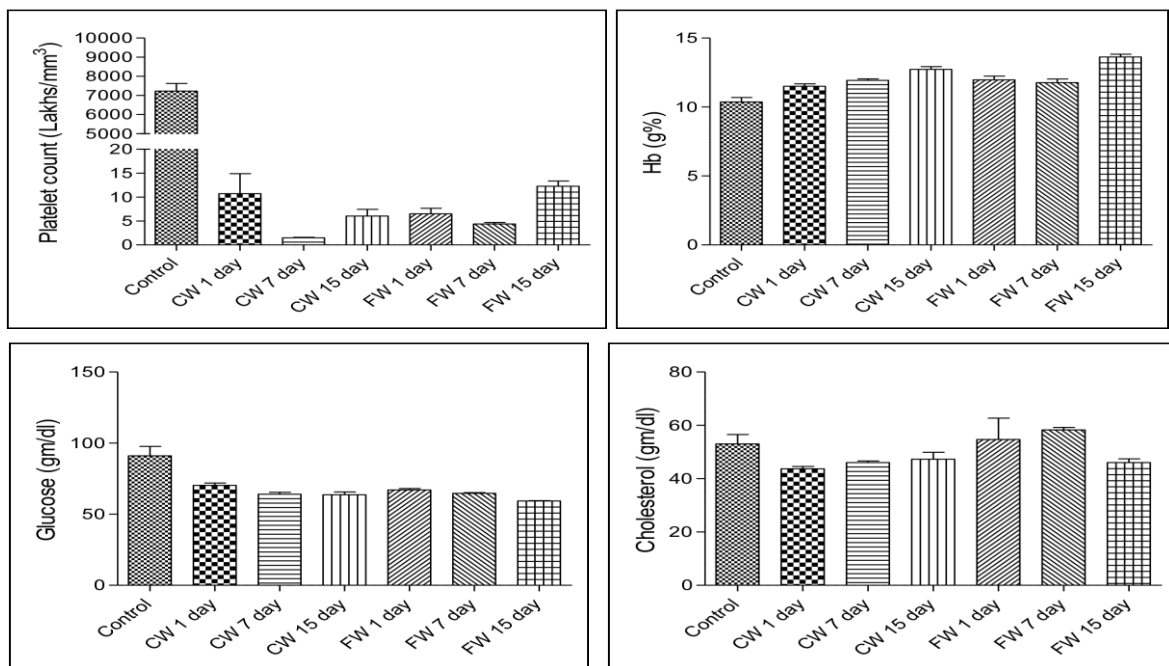 Platelet count (Lakhs/mm³)
10000
9000
8000
7000
6000
5000
20
15
10
5
0
Control
CW 1 day
CW 7 day
CW 15 day
FW 1 day
FW 7 day
FW 15 day
Hb (g%)
15
10
5
0
Control
CW 1 day
CW 7 day
CW 15 day
FW 1 day
FW 7 day
FW 15 day
Glucose (gm/dl)
150
100
50
0
Control
CW 1 day
CW 7 day
CW 15 day
FW 1 day
FW 7 day
FW 15 day
Cholesterol (gm/dl)
80
60
40
20
0
Control
CW 1 day
CW 7 day
CW 15 day
FW 1 day
FW 7 day
FW 15 day